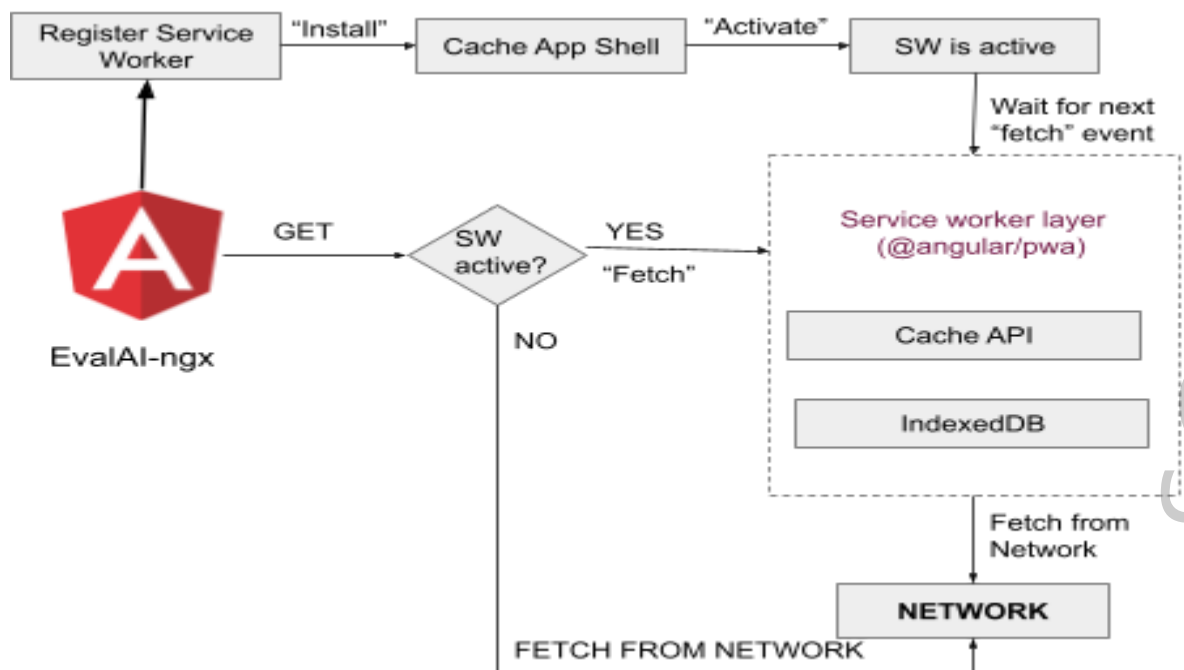 Register Service
Worker
“Install”
Cache App Shell
“Activate”
SW is active
Wait for next
“fetch” event
GET
SW
active?
YES
“Fetch”
Service worker layer
(@angular/pwa)
Cache API
IndexedDB
EvalAI-ngx
NO
Fetch from
Network
NETWORK
FETCH FROM NETWORK